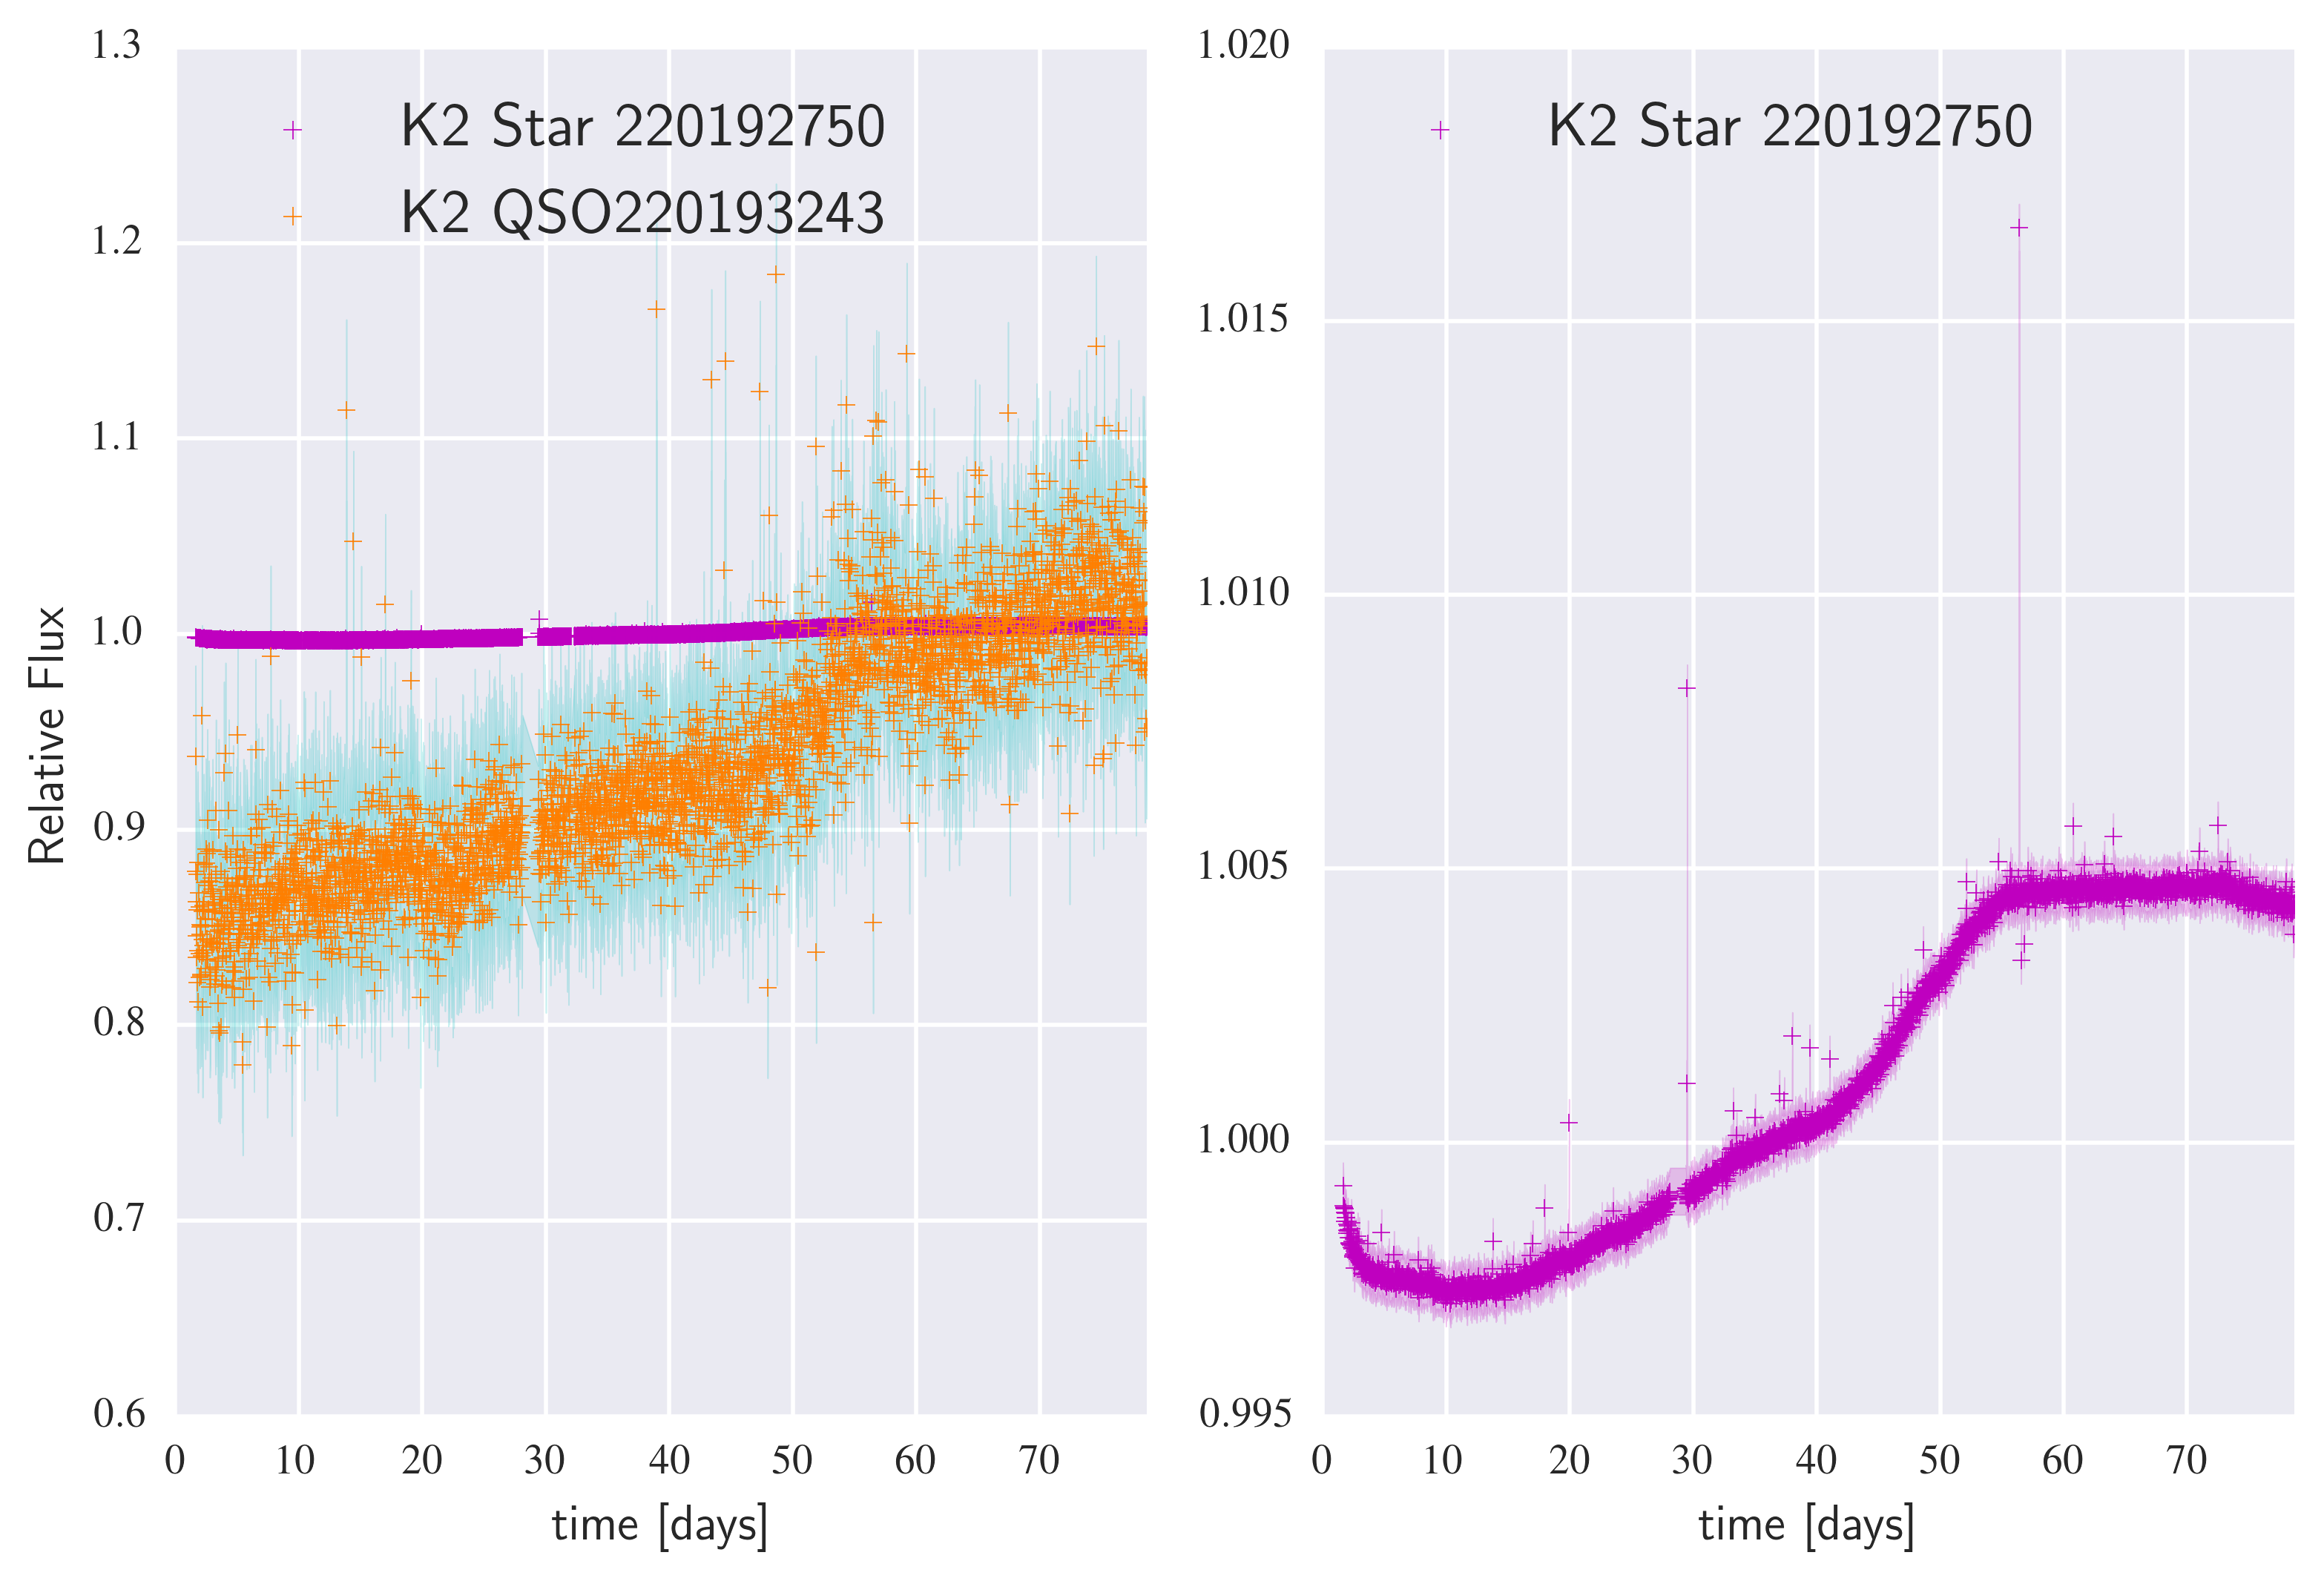 1.3
1.2
1.1
1.0
0.9
0.8
0.7
0.6
Relative Flux
K2 Star 220192750
K2 QSO220193243
0 10 20 30 40 50 60 70
time [days]
1.020
1.015
1.010
1.005
1.000
0.995
K2 Star 220192750
0 10 20 30 40 50 60 70
time [days]